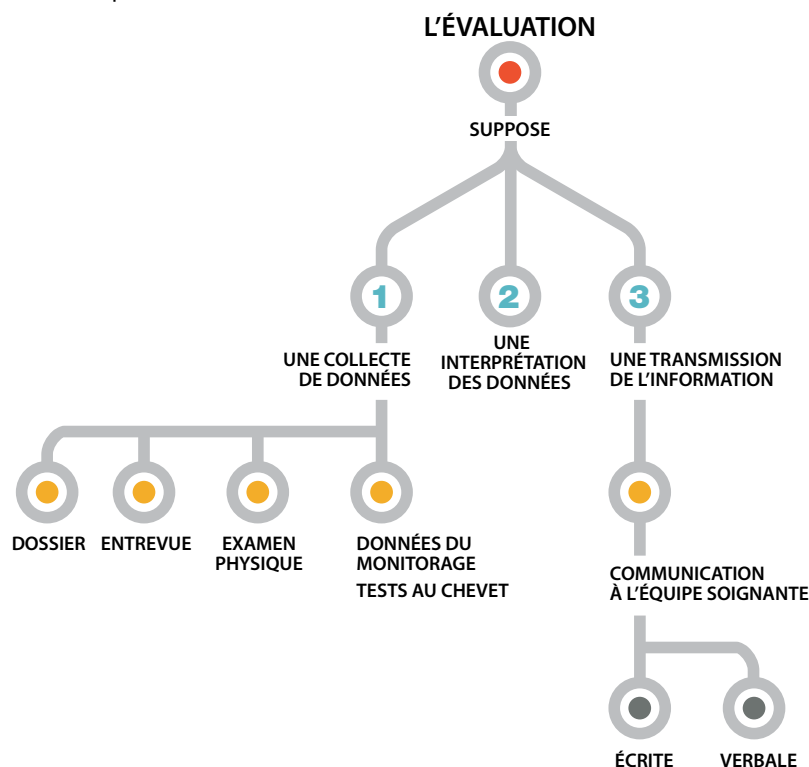 L'ÉVALUATION
SUPPOSE
1
2
3
UNE COLLECTE
DE DONNÉES
UNE
INTERPRÉTATION
DES DONNÉES
UNE TRANSMISSION
DE L'INFORMATION
DOSSIER
ENTREVUE
EXAMEN
PHYSIQUE
DONNÉES DU
MONITORAGE
TESTS AU CHEVET
COMMUNICATION
À L'ÉQUIPE SOIGNANTE
ÉCRITE
VERBALE